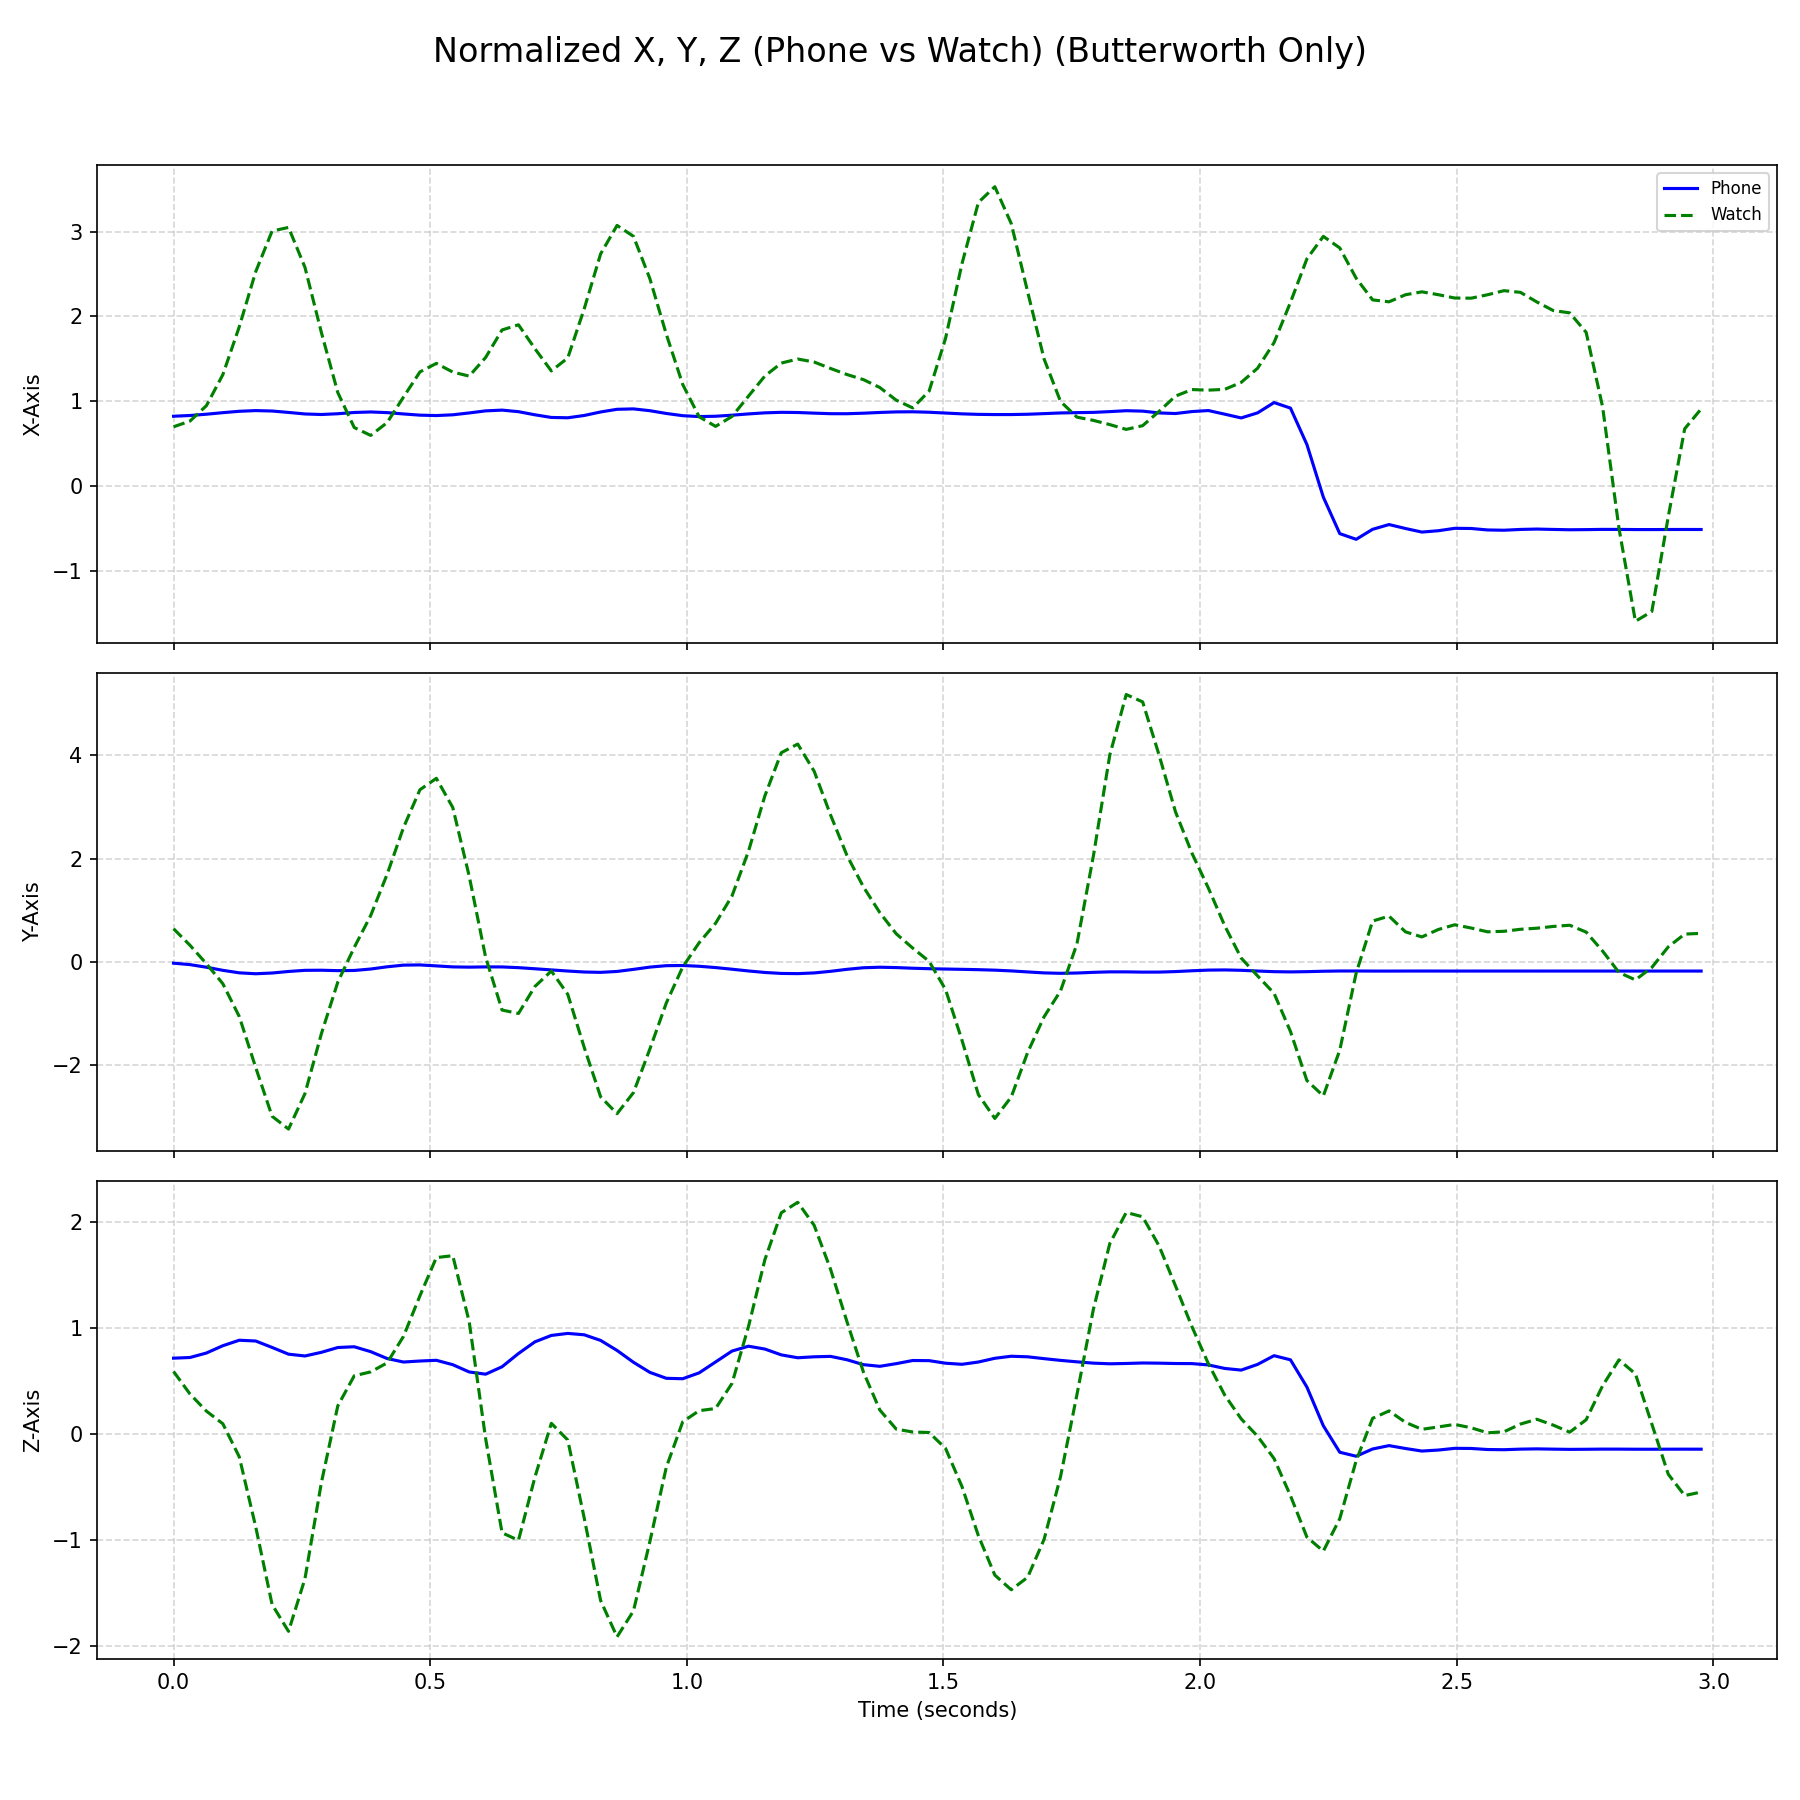 Normalized X, Y, Z (Phone vs Watch) (Butterworth Only)
Phone
Watch
3
2
1
0
−1
X-Axis
4
2
0
−2
Y-Axis
2
1
0
−1
−2
Z-Axis
0.0 0.5 1.0 1.5 2.0 2.5 3.0
Time (seconds)